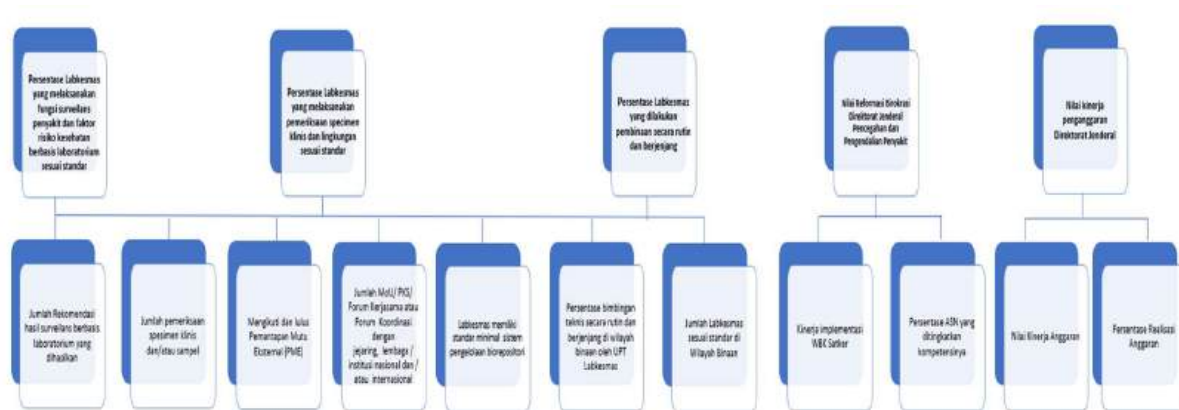 Persentase Labkesmas
yang melaksanakan
fungsi surveilans
penyakit dan faktor
risiko kesehatan
berbasis laboratorium
sesuai standar
Persentase Labkesmas
yang melaksanakan
pemeriksaan specimen
klinis dan lingkungan
sesuai standar
Persentase Labkesmas
yang dilakukan
pembinaan secara rutin
dan berjenjang
Nilai Reformasi Birokrasi
Direktorat Jenderal
Pencegahan dan
Pengendalian Penyakit
Nilai kinerja
penganggaran
Direktorat Jenderal
Jumlah Rekomendasi
hasil surveilans berbasis
laboratorium yang
dihasilkan
Jumlah pemeriksaan
spesimen klinis
dan/atau sampel
Mengikuti dan lulus
Pemantapan Mutu
Eksternal (PME)
Jumlah MoU/ PKS/
Forum Kerjasama atau
Forum Koordinasi
dengan
jejaring, lembaga /
institusi nasional dan /
atau internasional
Labkesmas memiliki
standar minimal sistem
pengelolaan biorepositori
Persentase bimbingan
teknis secara rutin dan
berjenjang di wilayah
binaan oleh UPT
Labkesmas
Jumlah Labkesmas
sesuai standar di
Wilayah Binaan
Kinerja implementasi
WBK Satker
Persentase ASN yang
ditingkatkan
kompetensinya
Nilai Kinerja Anggaran
Persentase Realisasi
Anggaran